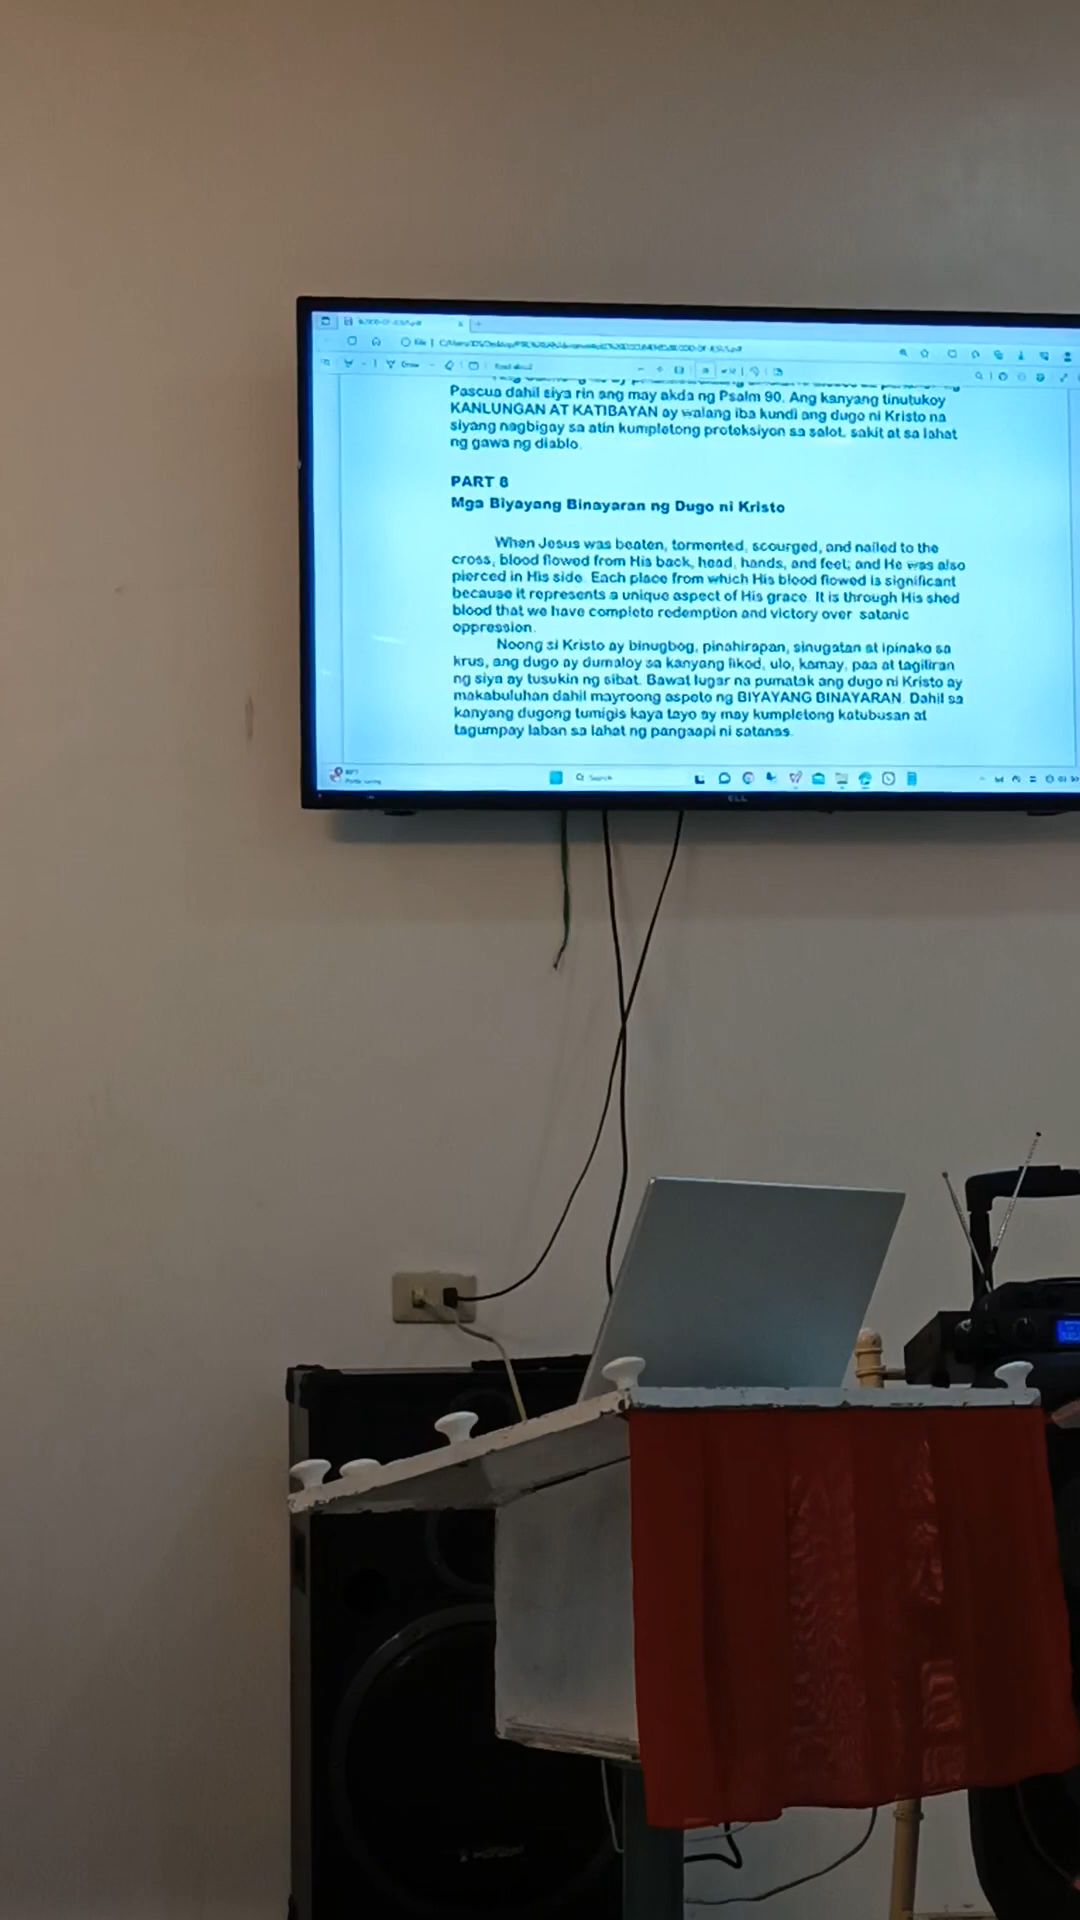 Pascua dahil siya rin ang may akda ng Psalm 90. Ang kanyang tinutukoy
KANLUNGAN AT KATIBAYAN ay walang iba kundi ang dugo ni Kristo na
siyang nagbigay sa atin kumpletong proteksiyon sa salot, sakit at sa lahat
ng gawa ng diablo.
PART 8
Mga Biyayang Binayaran ng Dugo ni Kristo
When Jesus was beaten, tormented, scourged, and nailed to the
cross, blood flowed from His back, head, hands, and feet; and He was also
pierced in His side. Each place from which His blood flowed is significant
because it represents a unique aspect of His grace. It is through His shed
blood that we have complete redemption and victory over satanic
oppression.
Noong si Kristo ay binugbog, pinahirapan, sinugatan at ipinako sa
krus, ang dugo ay dumaloy sa kanyang likod, ulo, kamay, paa at tagiliran
ng siya ay tusukin ng sibat. Bawat lugar na pumatak ang dugo ni Kristo ay
makabuluhan dahil mayroong aspeto ng BIYAYANG BINAYARAN. Dahil sa
kanyang dugong tumigis kaya tayo ay may kumpletong katubusan at
tagumpay laban sa lahat ng pangaapi ni satanas.
Search